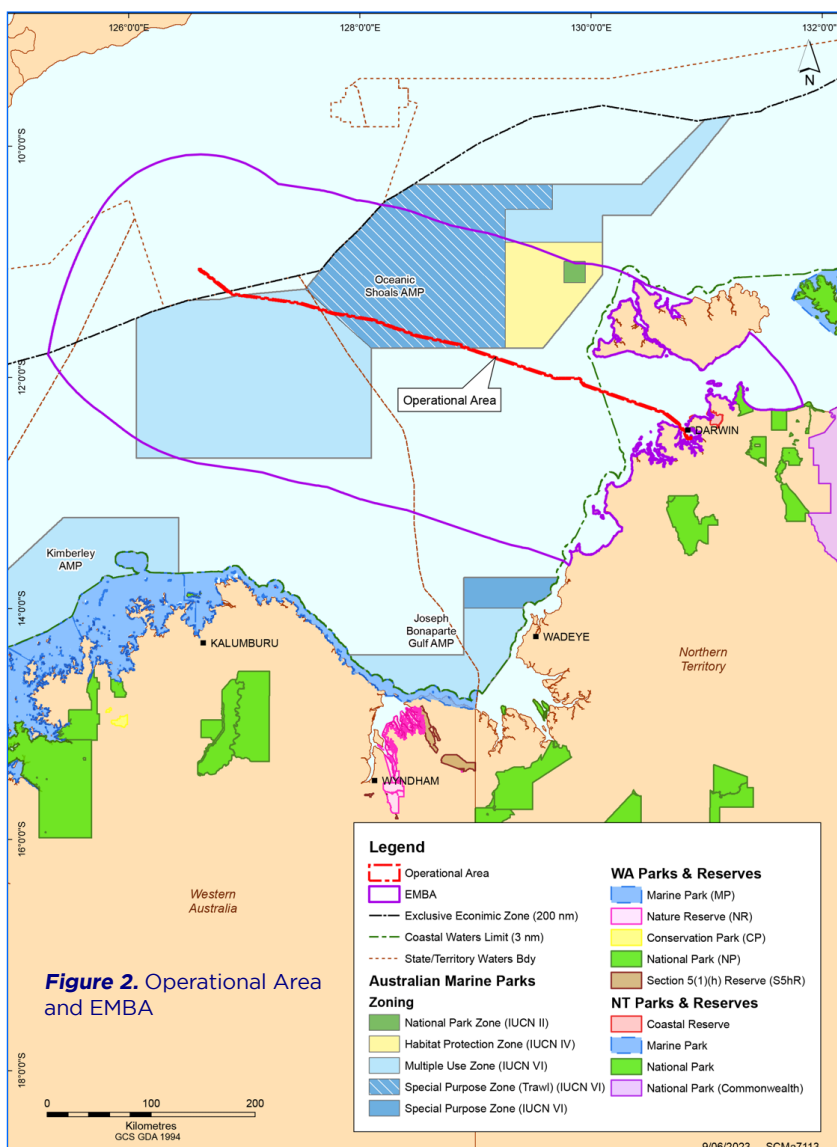 126°0'0"E
128°0'0"E
130°0'0"E
132°0'0"E
N
10°0'0"S
12°0'0"S
14°0'0"S
16°0'0"S
18°0'0"S
Oceanic
Shoals AMP
Operational Area
DARWIN
Kimberley
AMP
KALUMBURU
Joseph
Bonaparte
Gulf AMP
WADEYE
Northern
Territory
WYNDHAM
Western
Australia
Figure 2. Operational Area
and EMBA
0 100 200
Kilometres
GCS GDA 1994
Legend
Operational Area
EMBA
Exclusive Econimic Zone (200 nm)
Coastal Waters Limit (3 nm)
State/Territory Waters Bdy
Australian Marine Parks
Zoning
National Park Zone (IUCN II)
Habitat Protection Zone (IUCN IV)
Multiple Use Zone (IUCN VI)
Special Purpose Zone (Trawl) (IUCN VI)
Special Purpose Zone (IUCN VI)
WA Parks & Reserves
Marine Park (MP)
Nature Reserve (NR)
Conservation Park (CP)
National Park (NP)
Section 5(1)(h) Reserve (S5hR)
NT Parks & Reserves
Coastal Reserve
Marine Park
National Park
National Park (Commonwealth)
9/06/2023 SCMa7113